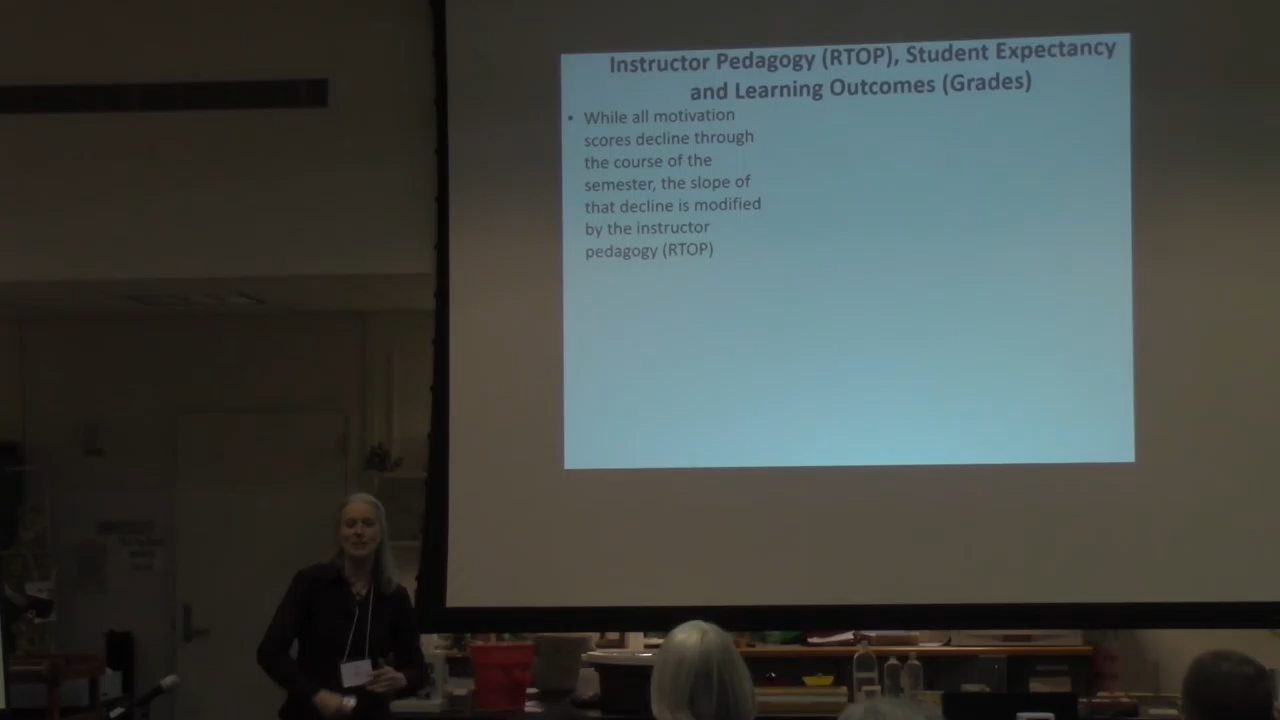 Instructor Pedagogy (RTOP), Student Expectancy
and Learning Outcomes (Grades)
• While all motivation
scores decline through
the course of the
semester, the slope of
that decline is modified
by the instructor
pedagogy (RTOP)